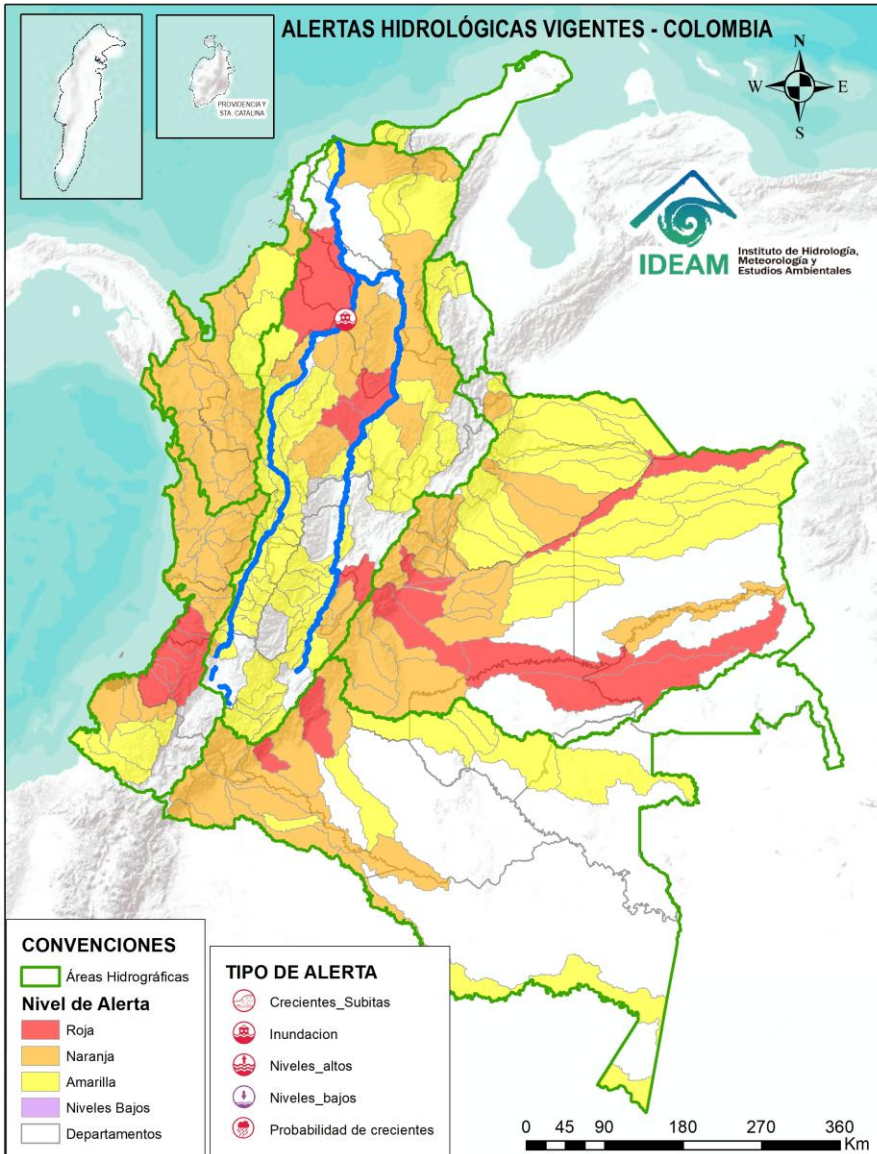 ALERTAS HIDROLÓGICAS VIGENTES - COLOMBIA
PROVIDENCIA Y
STA. CATALINA
N
W
E
S
IDEAM
Instituto de Hidrología,
Meteorología y
Estudios Ambientales
CONVENCIONES
Áreas Hidrográficas
Nivel de Alerta
Roja
Naranja
Amarilla
Niveles Bajos
Departamentos
TIPO DE ALERTA
Crecientes_Subitas
Inundacion
Niveles_altos
Niveles_bajos
Probabilidad de crecientes
0 45 90 180 270 360
Km